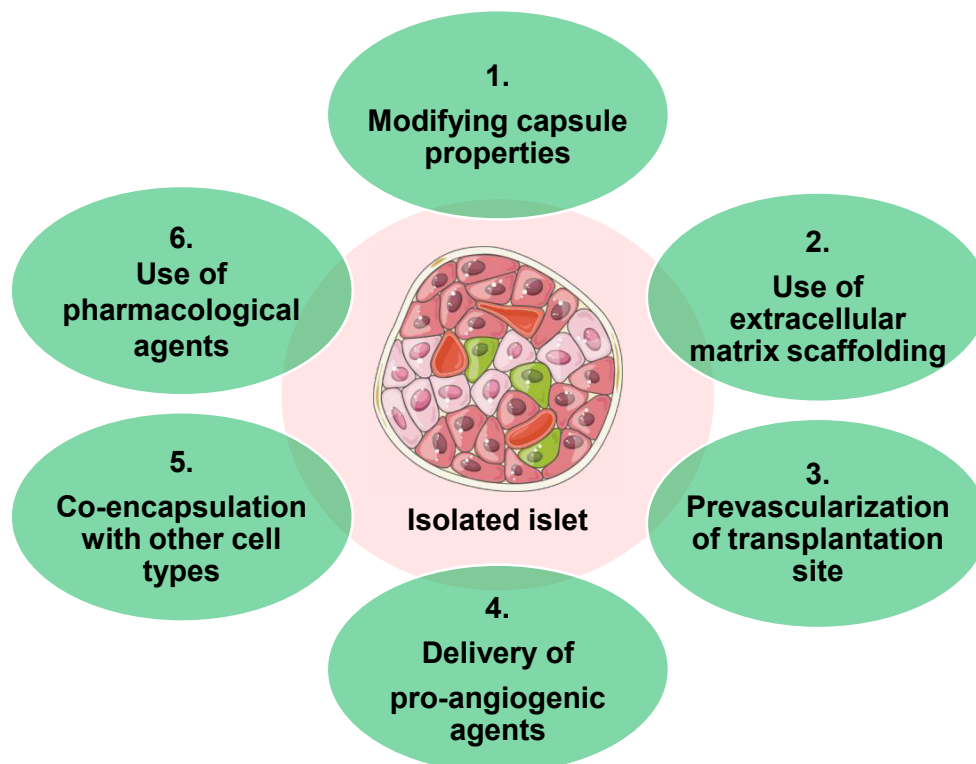 1.
Modifying capsule
properties
2.
Use of
extracellular
matrix scaffolding
3.
Prevascularization
of transplantation
site
4.
Delivery of
pro-angiogenic
agents
5.
Co-encapsulation
with other cell
types
6.
Use of
pharmacological
agents
Isolated islet